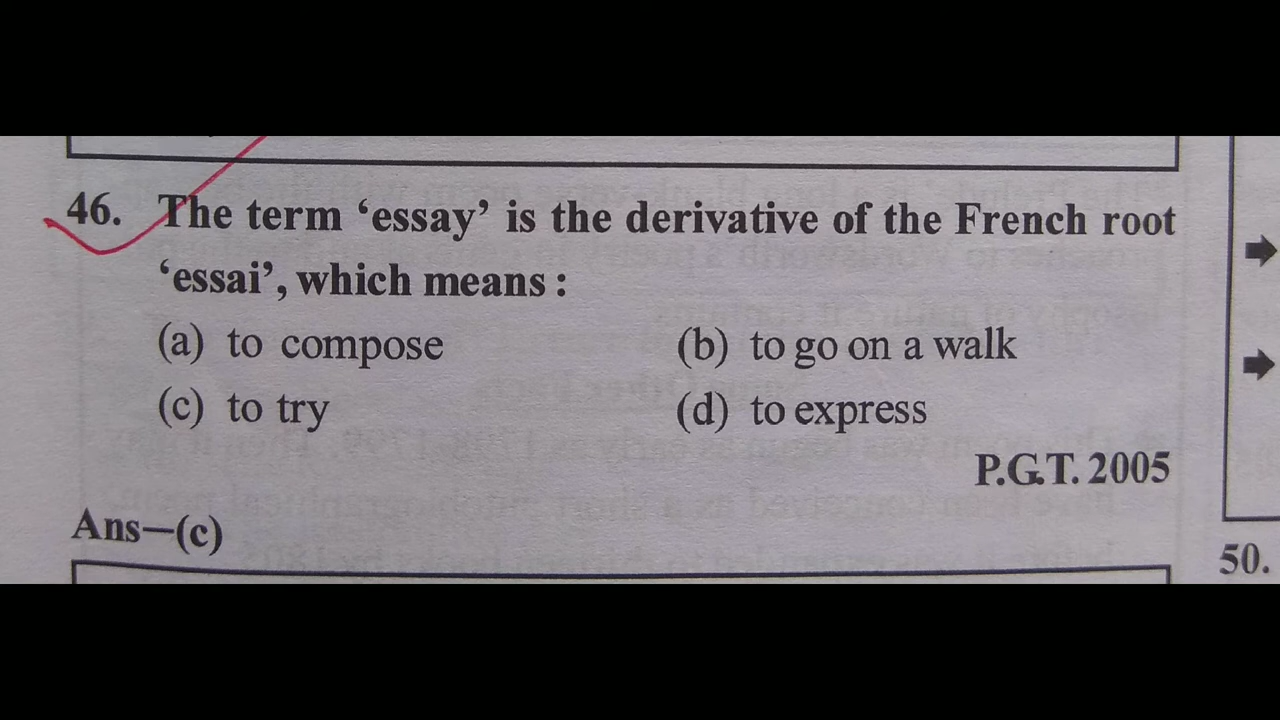 46. The term ‘essay’ is the derivative of the French root
‘essai’, which means :
(a) to compose (b) to go on a walk
(c) to try (d) to express
P.G.T. 2005
Ans–(c)
50.